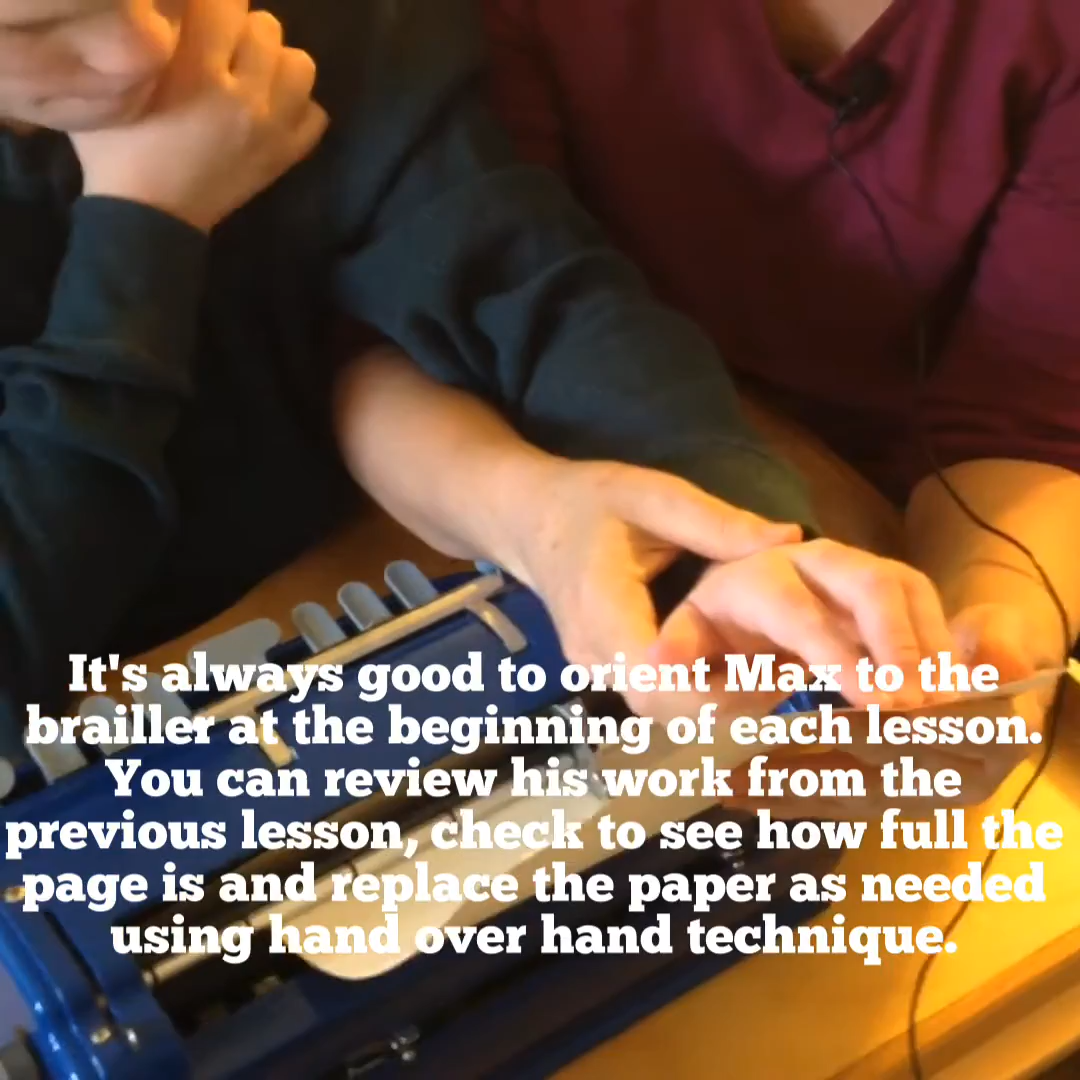 It's always good to orient Max to the
brailler at the beginning of each lesson.
You can review his work from the
previous lesson, check to see how full the
page is and replace the paper as needed
using hand over hand technique.